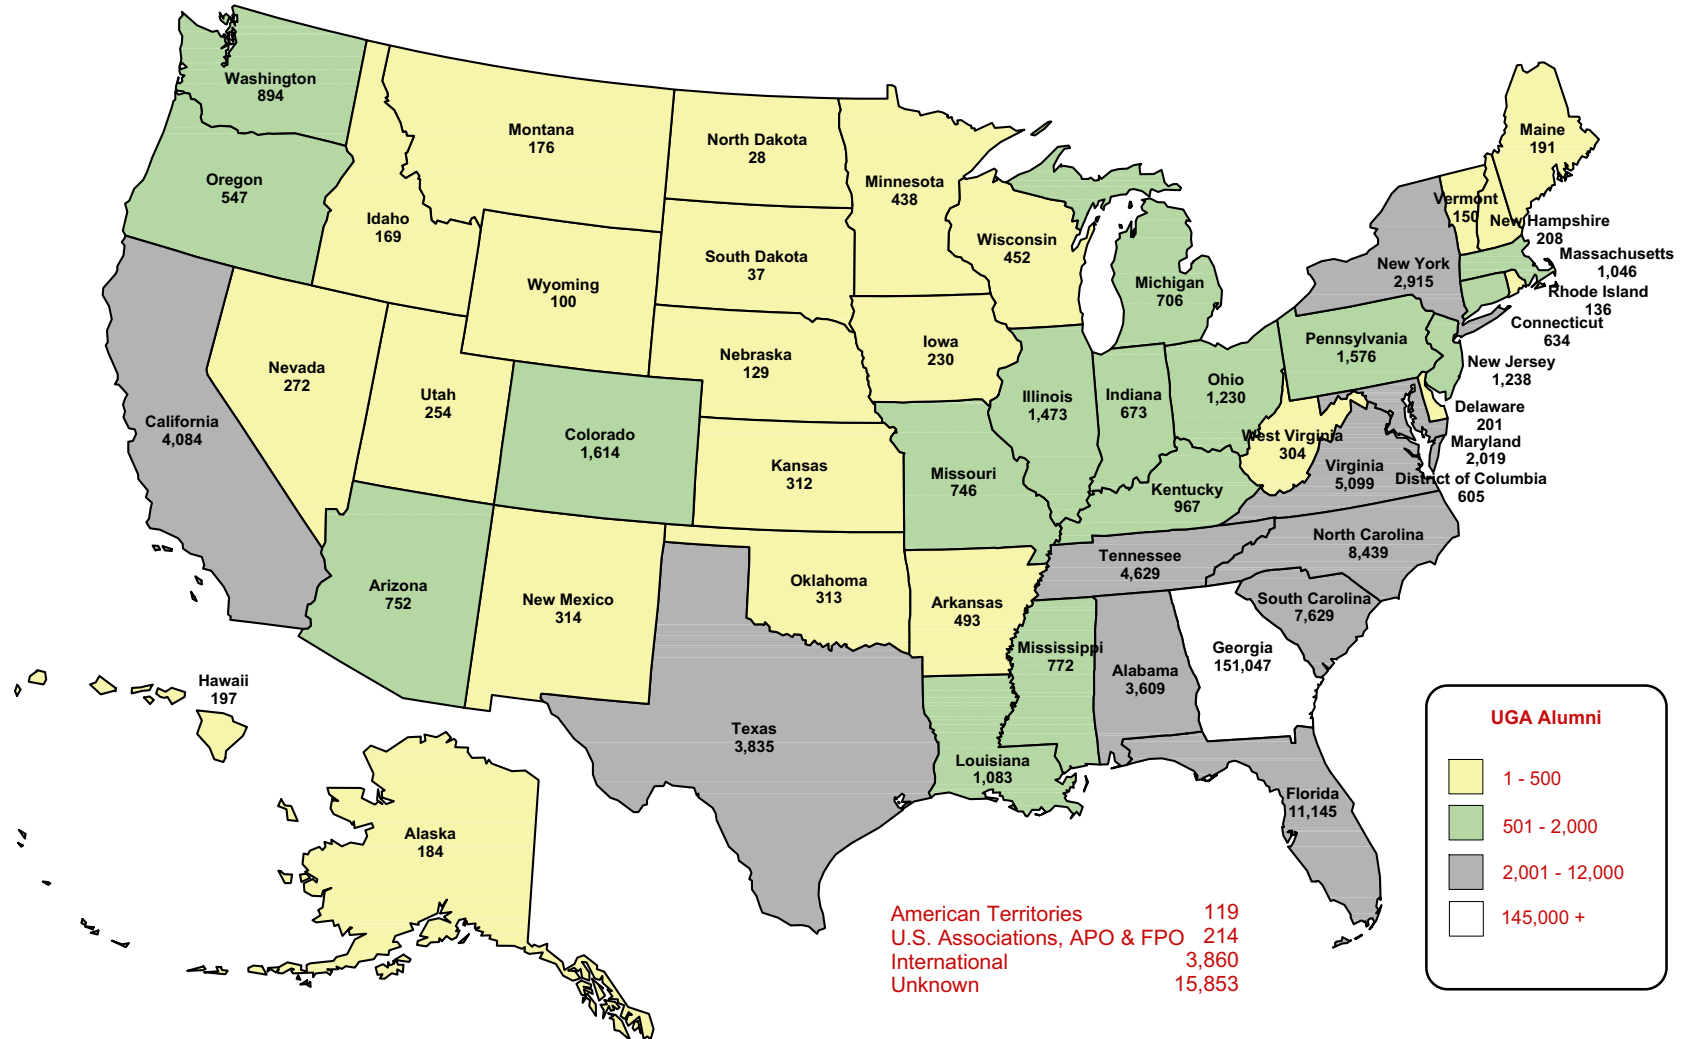 Washington
894
Oregon
547
California
4,084
Idaho
169
Nevada
272
Montana
176
Wyoming
100
Utah
254
Colorado
1,614
Arizona
752
New Mexico
314
North Dakota
28
South Dakota
37
Nebraska
129
Kansas
312
Oklahoma
313
Texas
3,835
Minnesota
438
Iowa
230
Missouri
746
Arkansas
493
Louisiana
1,083
Wisconsin
452
Illinois
1,473
Michigan
706
Indiana
673
Ohio
1,230
Kentucky
967
Tennessee
4,629
Mississippi
772
Alabama
3,609
Georgia
151,047
Florida
11,145
South Carolina
7,629
North Carolina
8,439
Virginia
5,099
West Virginia
304
Pennsylvania
1,576
New York
2,915
Maine
191
Vermont
150
New Hampshire
208
Massachusetts
1,046
Rhode Island
136
Connecticut
634
New Jersey
1,238
Delaware
201
Maryland
2,019
District of Columbia
605
Hawaii
197
Alaska
184
American Territories 119
U.S. Associations, APO & FPO 214
International 3,860
Unknown 15,853
UGA Alumni
1 - 500
501 - 2,000
2,001 - 12,000
145,000 +